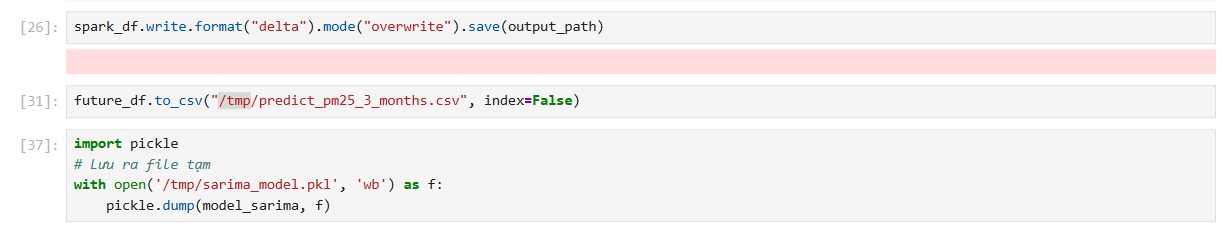 [26]: spark_df.write.format("delta").mode("overwrite").save(output_path)
[31]: future_df.to_csv("/tmp/predict_pm25_3_months.csv", index=False)
[37]: import pickle
# Lưu ra file tạm
with open('/tmp/sarima_model.pkl', 'wb') as f:
    pickle.dump(model_sarima, f)